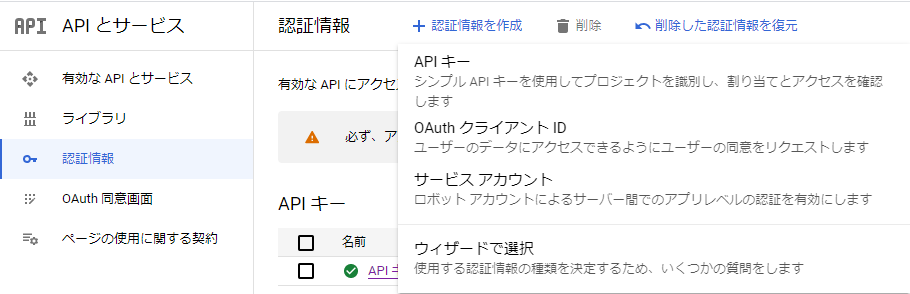 API API とサービス
認証情報
認証情報を作成
削除
削除した認証情報を復元
有効な API とサービス
ライブラリ
認証情報
OAuth 同意画面
ページの使用に関する契約
有効な API にアクセ
必ず、ア
API キー
名前
API キ
API キー
シンプル API キーを使用してプロジェクトを識別し、割り当てとアクセスを確認
します
OAuth クライアント ID
ユーザーのデータにアクセスできるようにユーザーの同意をリクエストします
サービス アカウント
ロボット アカウントによるサーバー間でのアプリレベルの認証を有効にします
ウィザードで選択
使用する認証情報の種類を決定するため、いくつかの質問をします